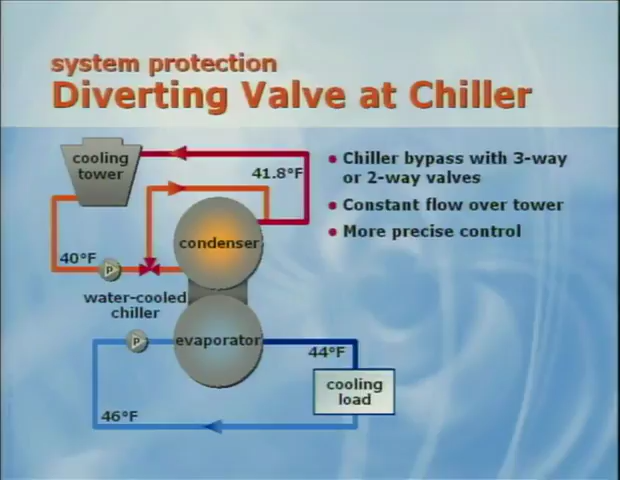 system protection
Diverting Valve at Chiller
cooling
tower
41.8°F
condenser
40°F
P
water-cooled
chiller
P
evaporator
44°F
cooling
load
46°F
• Chiller bypass with 3-way
or 2-way valves
• Constant flow over tower
• More precise control